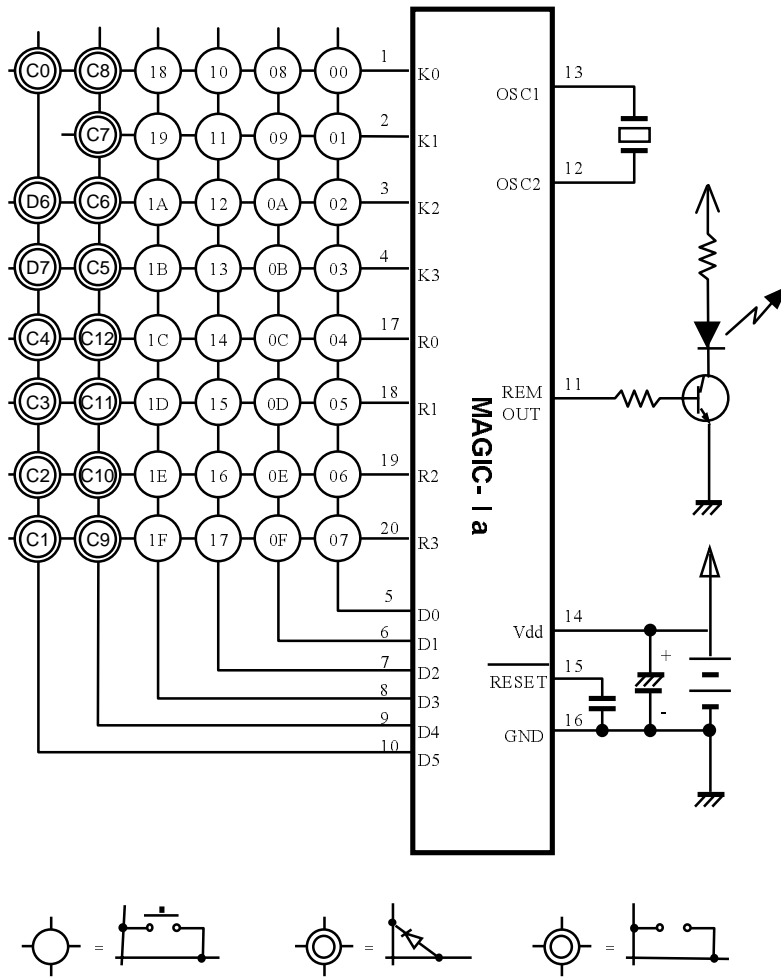 C0 C8 18 10 08 00 1 K0
C7 19 11 09 01 2 K1
D6 C6 1A 12 0A 02 3 K2
D7 C5 1B 13 0B 03 4 K3
C4 C12 1C 14 0C 04 17 R0
C3 C11 1D 15 0D 05 18 R1
C2 C10 1E 16 0E 06 19 R2
C1 C9 1F 17 0F 07 20 R3
5 D0
6 D1
7 D2
8 D3
9 D4
10 D5
MAGIC- I a
OSC1 13
OSC2 12
REM 11
OUT
Vdd 14
+
RESET 15
-
GND 16
= = =